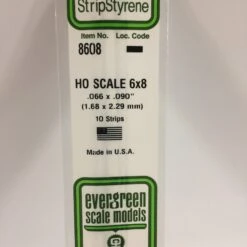 StripStyrene
Item No. Loc. Code
8608
HO SCALE 6x8
.066 x .090"
(1.68 x 2.29 mm)
10 Strips
Made in U.S.A.
evergreen
scale models